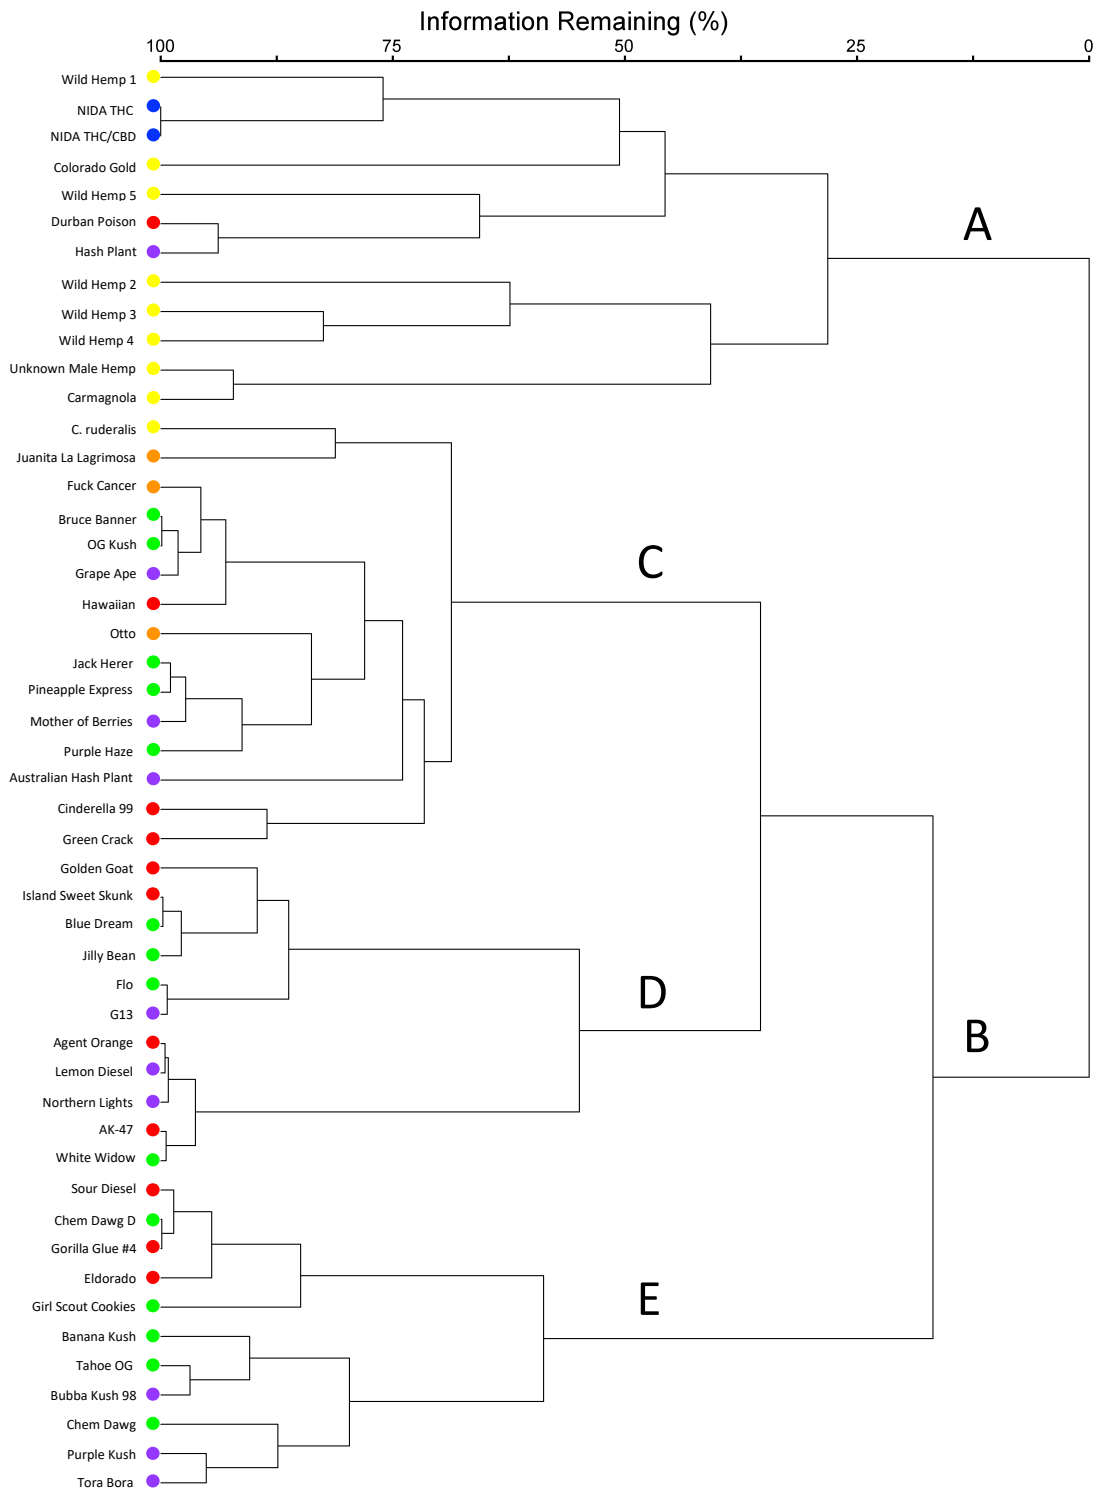 Information Remaining (%)
100 75 50 25 0
Wild Hemp 1
NIDA THC
NIDA THC/CBD
Colorado Gold
Wild Hemp 5
Durban Poison
A
Hash Plant
Wild Hemp 2
Wild Hemp 3
Wild Hemp 4
Unknown Male Hemp
Carmagnola
C. ruderalis
Juanita La Lagrimosa
Fuck Cancer
Bruce Banner
OG Kush
C
Grape Ape
Hawaiian
Otto
Jack Herer
Pineapple Express
Mother of Berries
Purple Haze
Australian Hash Plant
Cinderella 99
Green Crack
Golden Goat
Island Sweet Skunk
Blue Dream
Jilly Bean
Flo
D
G13
Agent Orange
B
Lemon Diesel
Northern Lights
AK-47
White Widow
Sour Diesel
Chem Dawg D
Gorilla Glue #4
Eldorado
E
Girl Scout Cookies
Banana Kush
Tahoe OG
Bubba Kush 98
Chem Dawg
Purple Kush
Tora Bora